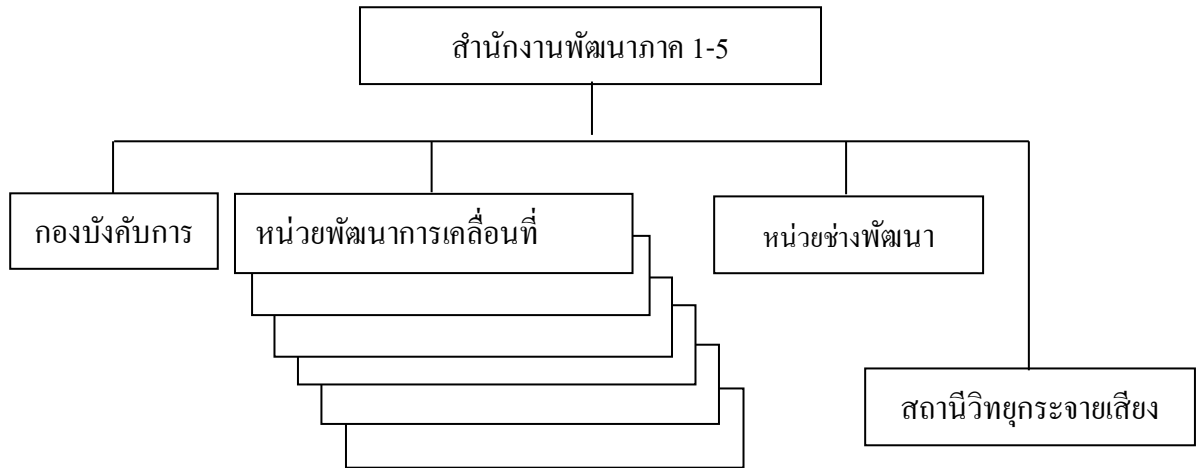 สำนักงานพัฒนาภาค 1-5
กองบังคับการ
หน่วยพัฒนาการเคลื่อนที่
หน่วยช่างพัฒนา
สถานีวิทยุกระจายเสียง